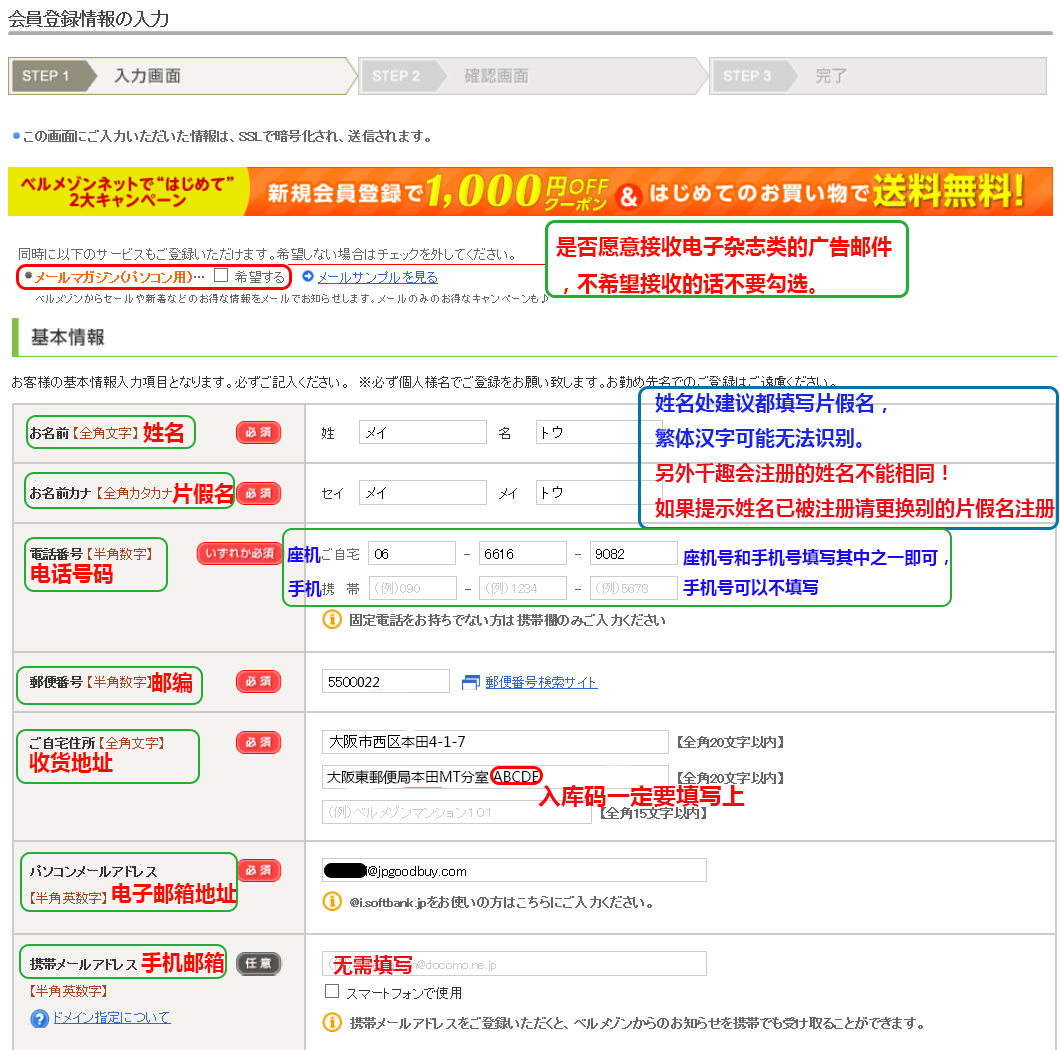 会員登録情報の入力
STEP 1 入力画面 STEP 2 確認画面 STEP 3 完了
この画面にご入力いただいた情報は、SSLで暗号化され、送信されます。
ベルメゾンネットで“はじめて”
2大キャンペーン
新規会員登録で1,000円OFFクーポン & はじめてのお買い物で送料無料!
同時に以下のサービスもご登録いただけます。希望しない場合はチェックを外してください。
メールマガジン(パソコン用)… 希望する メールサンプルを見る
ベルメゾンからセールや新着などのお得な情報をメールでお知らせします。メールのみのお得なキャンペーンも♪
是否愿意接收电子杂志类的广告邮件
，不希望接收的话不要勾选。
基本情報
お客様の基本情報入力項目となります。必ずご記入ください。 ※必ず個人様名でご登録をお願い致します。お勤め先名でのご登録はご遠慮ください。
姓名处建议都填写片假名，
繁体汉字可能无法识别。
另外千趣会注册的姓名不能相同！
如果提示姓名已被注册请更换别的片假名注册
お名前【全角文字】姓名 必須 姓 メイ 名 トウ
お名前カナ【全角カタカナ 片假名 必須 セイ メイ メイ トウ
電話番号【半角数字】 いずれか必須 座机 ご自宅 06 - 6616 - 9082
电话号码
座机号和手机号填写其中之一即可，
手机 携 帯 (例)090 - (例)1234 - (例)5678 手机号可以不填写
固定電話をお持ちでない方は携帯欄のみご入力ください
郵便番号【半角数字】邮编 必須 5500022 郵便番号検索サイト
ご自宅住所【全角文字】 必須 大阪市西区本田4-1-7 【全角20文字以内】
收货地址
大阪東郵便局本田MT分室ABCDE 【全角20文字以内】
入库码一定要填写上
(例)ベルメゾンマンション101 【全角15文字以内】
パソコンメールアドレス 必須 @jpgoodbuy.com
【半角英数字】 电子邮箱地址
@i.softbank.jpをお使いの方はこちらにご入力ください。
携帯メールアドレス 手机邮箱 任意 无需填写 @docomo.ne.jp
【半角英数字】 スマートフォンで使用
ドメイン指定について
携帯メールアドレスをご登録いただくと、ベルメゾンからのお知らせを携帯でも受け取ることができます。